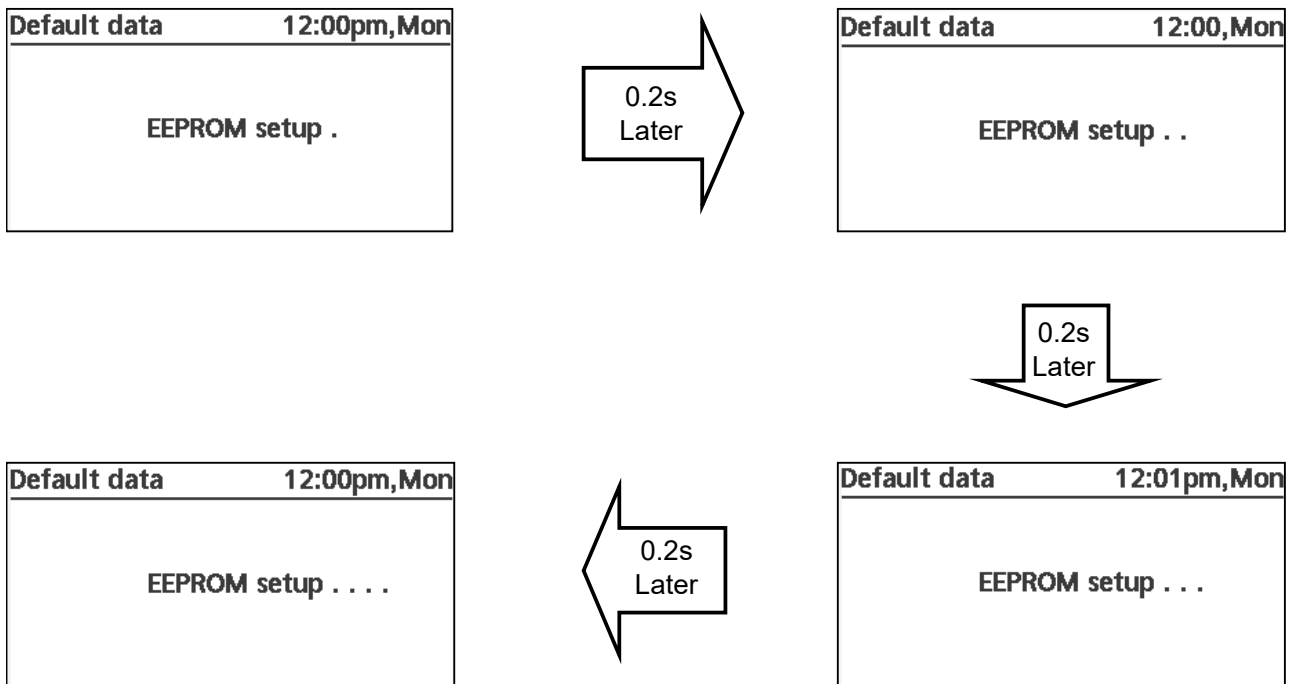 Default data 12:00pm,Mon
EEPROM setup .
0.2s
Later
Default data 12:00,Mon
EEPROM setup . .
0.2s
Later
Default data 12:01pm,Mon
EEPROM setup . . .
0.2s
Later
Default data 12:00pm,Mon
EEPROM setup . . . .